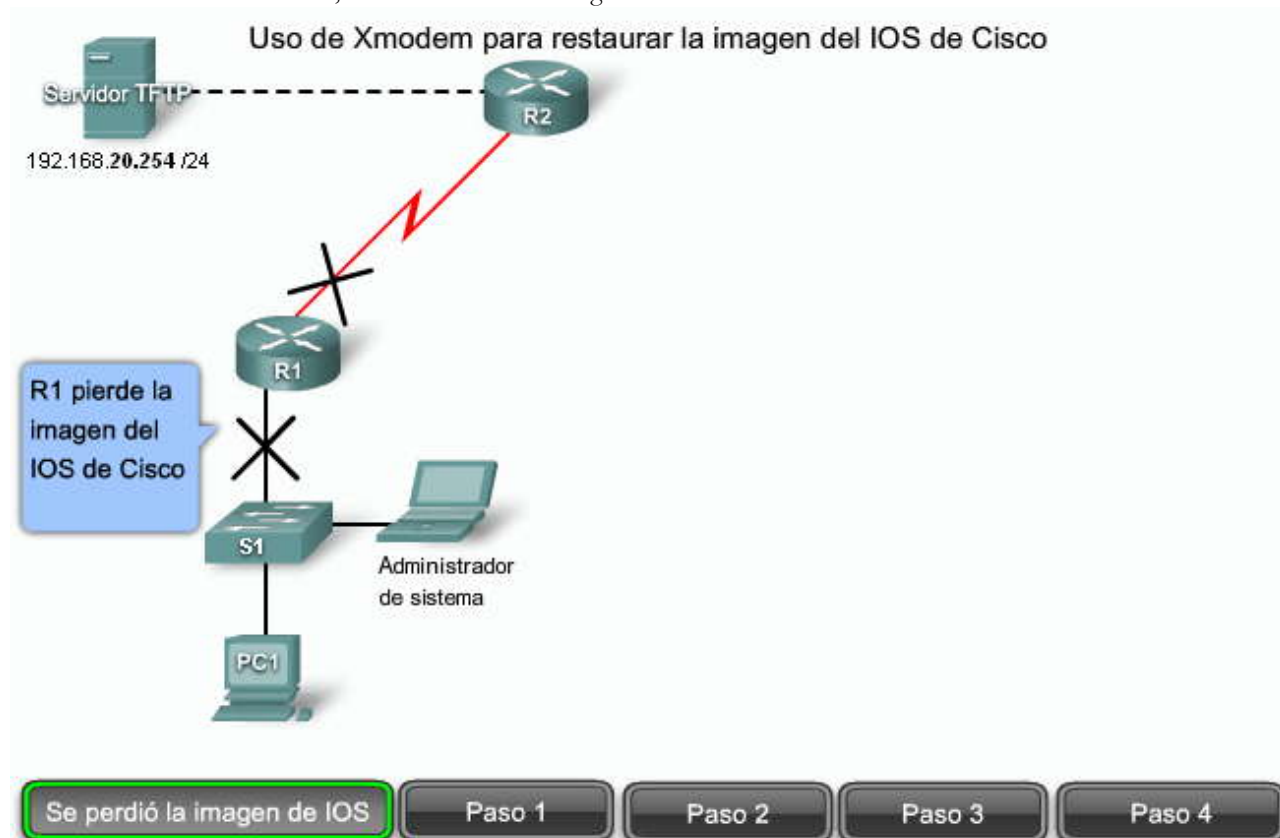 Uso de Xmodem para restaurar la imagen del IOS de Cisco
Servidor TFTP
192.168.20.254 /24
R2
R1
R1 pierde la
imagen del
IOS de Cisco
S1
Administrador
de sistema
PC1
Se perdió la imagen de IOS
Paso 1
Paso 2
Paso 3
Paso 4